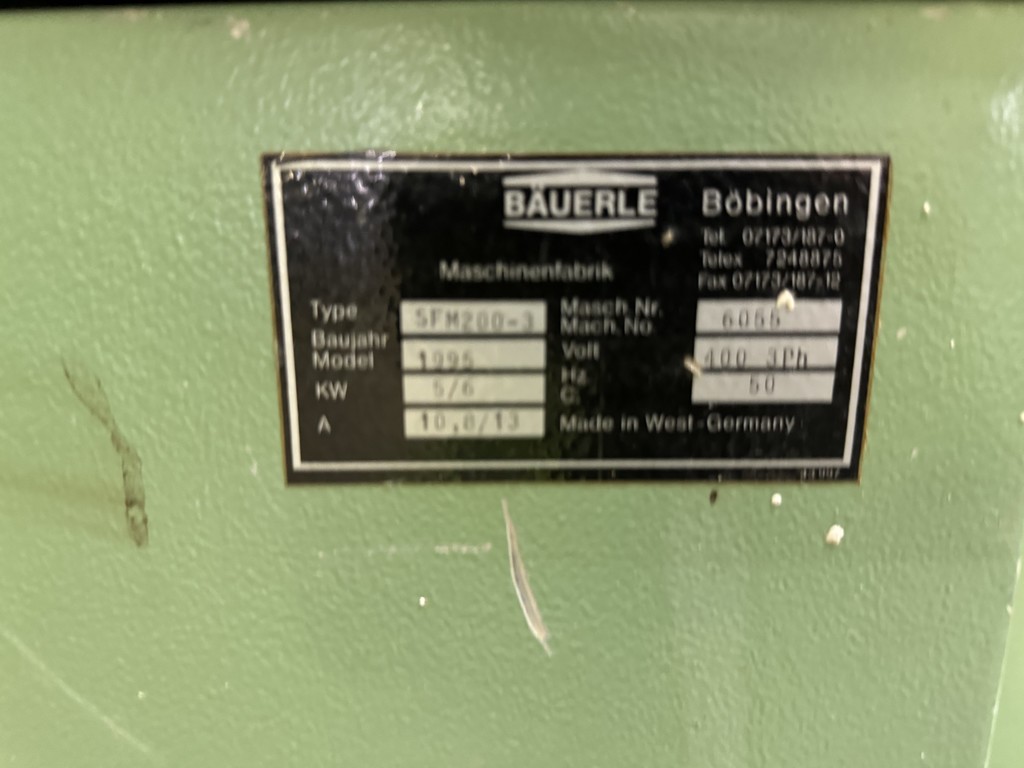 BÄUERLE
Böbingen
Tel. 07173/187-0
Telex 7248875
Fax 07173/187-12
Maschinenfabrik
Type SFM200-3
Masch. Nr.
Mach. No. 6055
Baujahr
Model 1995
Volt 400 3Ph
KW 5/6
Hz.
C. 50
A 10,8/13
Made in West-Germany